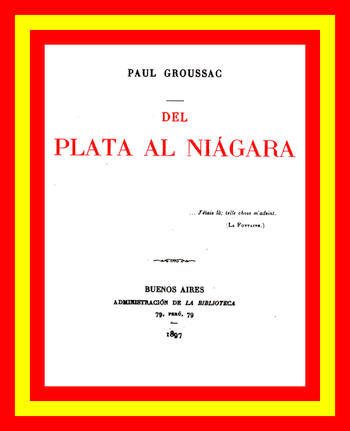 PAUL GROUSSAC
DEL
PLATA AL NIÁGARA
... J'étais là; telle chose m'advint.
(LA FONTAINE.)
BUENOS AIRES
ADMINISTRACIÓN DE LA BIBLIOTECA
79, PERÚ, 79
1897